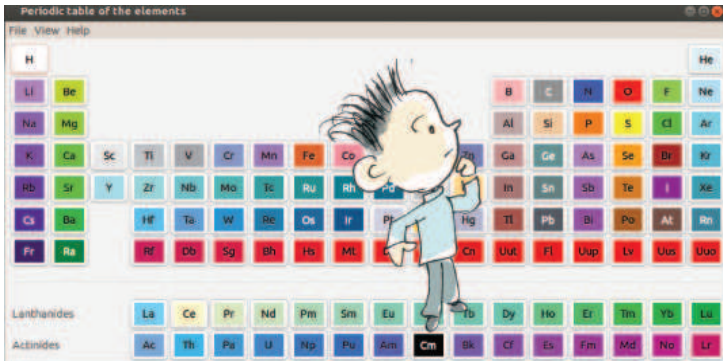 Periodic table of the elements
File View Help
H He
Li Be B C N O F Ne
Na Mg Al Si P S Cl Ar
K Ca Sc Ti V Cr Mn Fe Co Zn Ga Ge As Se Br Kr
Rb Sr Y Zr Nb Mo Tc Ru Rh Pd In Sn Sb Te I Xe
Cs Ba Hf Ta W Re Os Ir Pt Hg Tl Pb Bi Po At Rn
Fr Ra Rf Db Sg Bh Hs Mt Cn Uut Fl Uup Lv Uus Uuo
Lanthanides La Ce Pr Nd Pm Sm Eu Tb Dy Ho Er Tm Yb Lu
Actinides Ac Th Pa U Np Pu Am Cm Bk Cf Es Fm Md No Lr